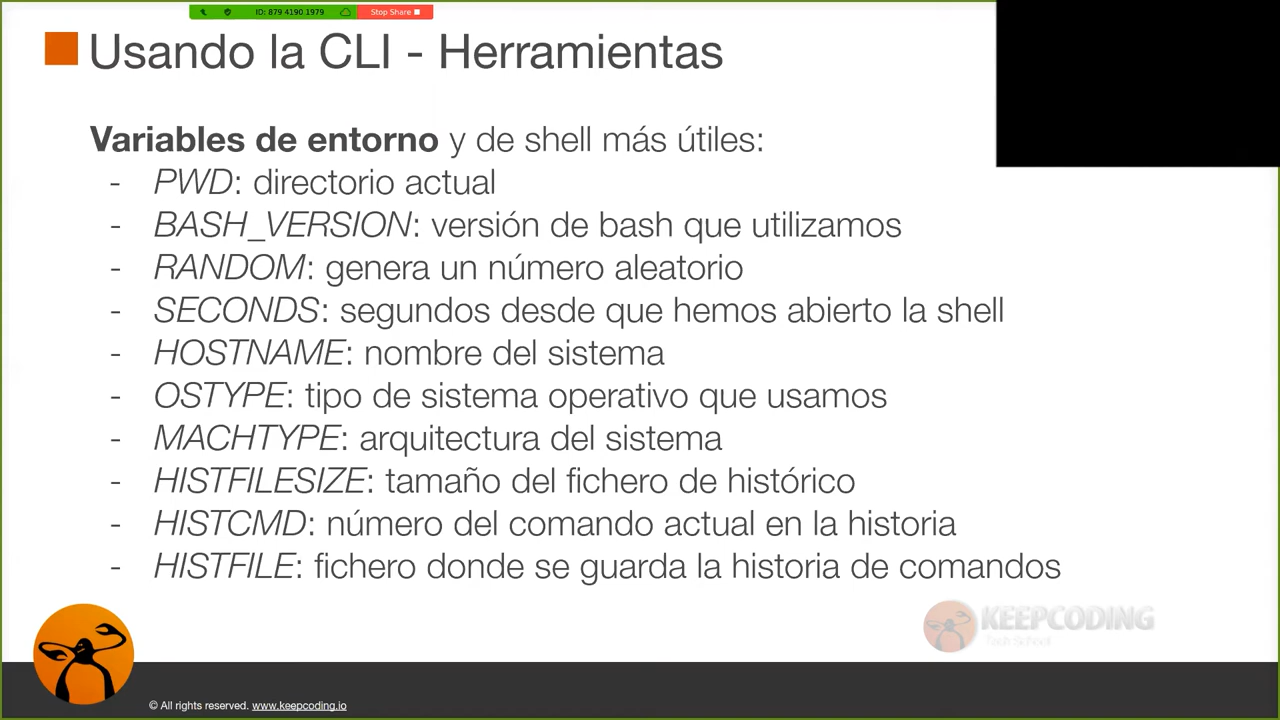 ID: 879 4190 1979
Stop Share
Usando la CLI - Herramientas
Variables de entorno y de shell más útiles:
- PWD: directorio actual
- BASH_VERSION: versión de bash que utilizamos
- RANDOM: genera un número aleatorio
- SECONDS: segundos desde que hemos abierto la shell
- HOSTNAME: nombre del sistema
- OSTYPE: tipo de sistema operativo que usamos
- MACHTYPE: arquitectura del sistema
- HISTFILESIZE: tamaño del fichero de histórico
- HISTCMD: número del comando actual en la historia
- HISTFILE: fichero donde se guarda la historia de comandos
KEEPCODING
Tech School
© All rights reserved. www.keepcoding.io